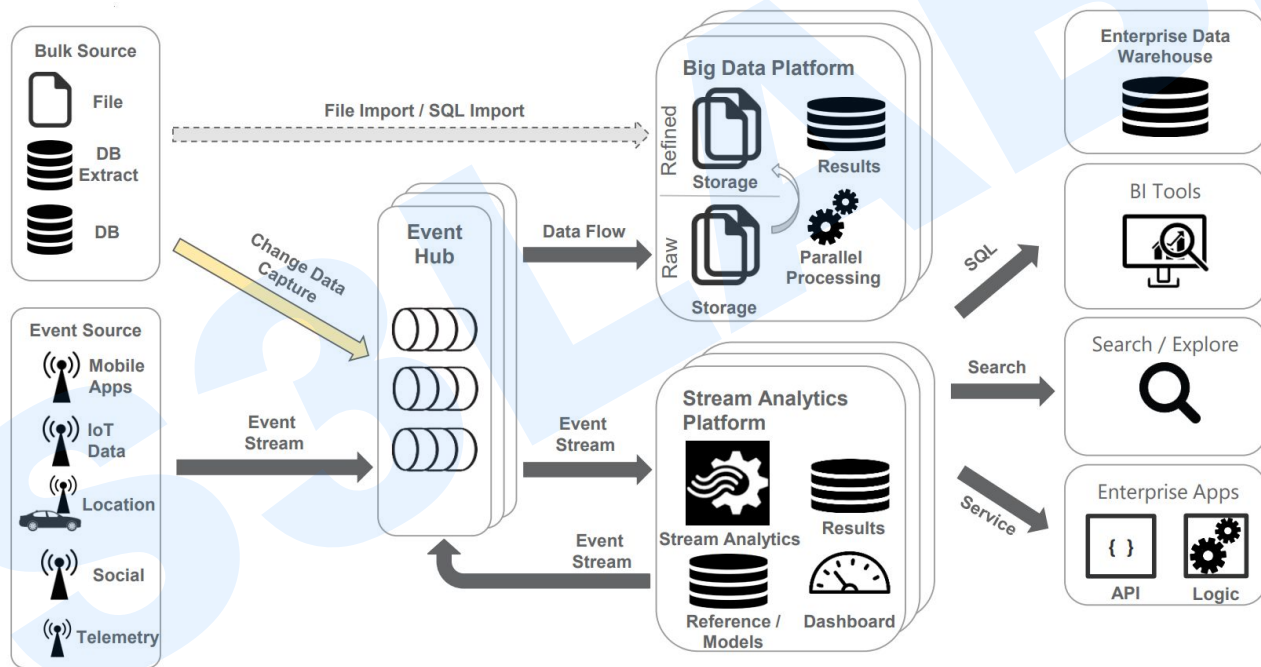 Bulk Source
File
DB
Extract
DB
Event Source
Mobile
Apps
IoT
Data
Location
Social
Telemetry
File Import / SQL Import
Change Data
Capture
Event
Stream
Event
Hub
Data Flow
Event
Stream
Event
Stream
Big Data Platform
Refined
Storage
Results
Raw
Storage
Parallel
Processing
Stream Analytics
Platform
Stream Analytics
Results
Reference /
Models
Dashboard
SQL
Search
Service
Enterprise Data
Warehouse
BI Tools
Search / Explore
Enterprise Apps
{ }
API
Logic
S3LAB